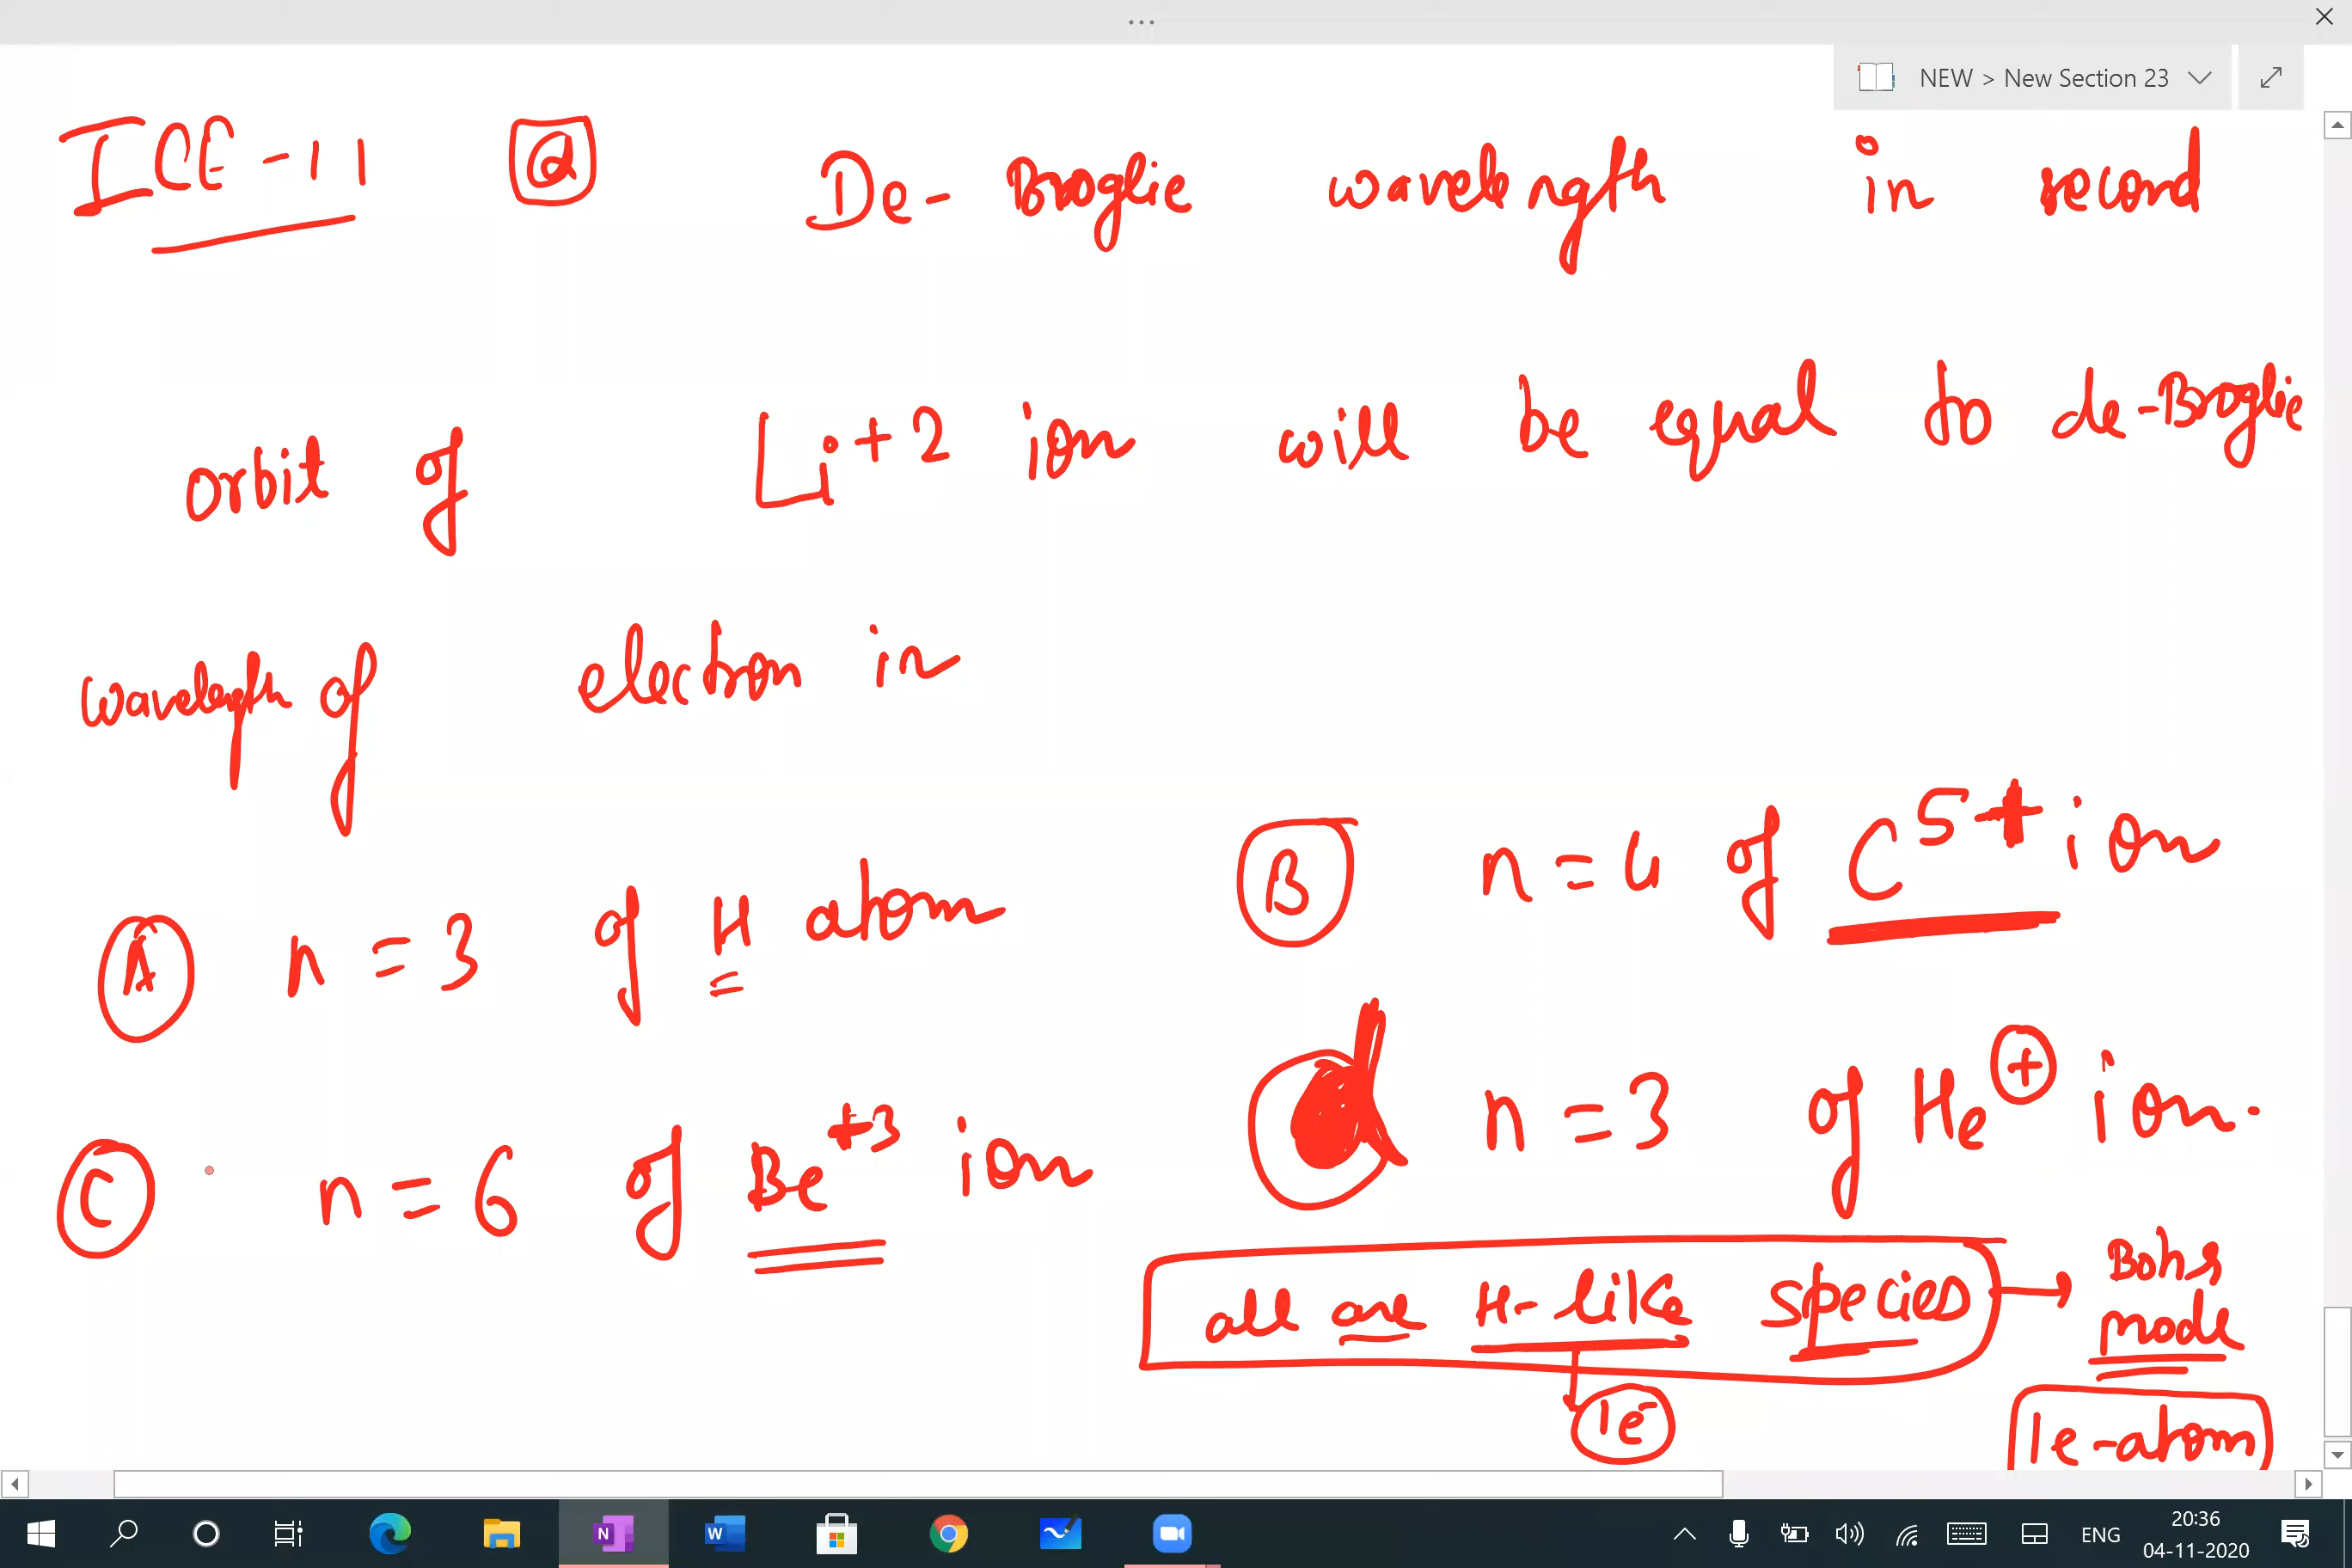 NEW > New Section 23
ICE-11 Q De-Broglie wavelength in second
orbit of Li+2 ion will be equal to de-Broglie
wavelength of electron in
A n=3 of H atom
B n=4 of C5+ ion
C n=6 of Be+3 ion
d n=3 of He+ ion.
all are H-like species → Bohs
mode
1e-
1e-atom
N
W
ENG
20:36
04-11-2020